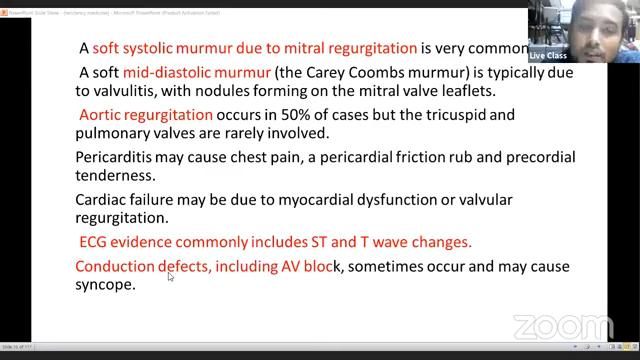 PowerPoint Slide Show - [tendency medicine] - Microsoft PowerPoint (Product Activation Failed)
A soft systolic murmur due to mitral regurgitation is very common
A soft mid-diastolic murmur (the Carey Coombs murmur) is typically due
to valvulitis, with nodules forming on the mitral valve leaflets.
Aortic regurgitation occurs in 50% of cases but the tricuspid and
pulmonary valves are rarely involved.
Pericarditis may cause chest pain, a pericardial friction rub and precordial
tenderness.
Cardiac failure may be due to myocardial dysfunction or valvular
regurgitation.
ECG evidence commonly includes ST and T wave changes.
Conduction defects, including AV block, sometimes occur and may cause
syncope.
Live Class
zoom